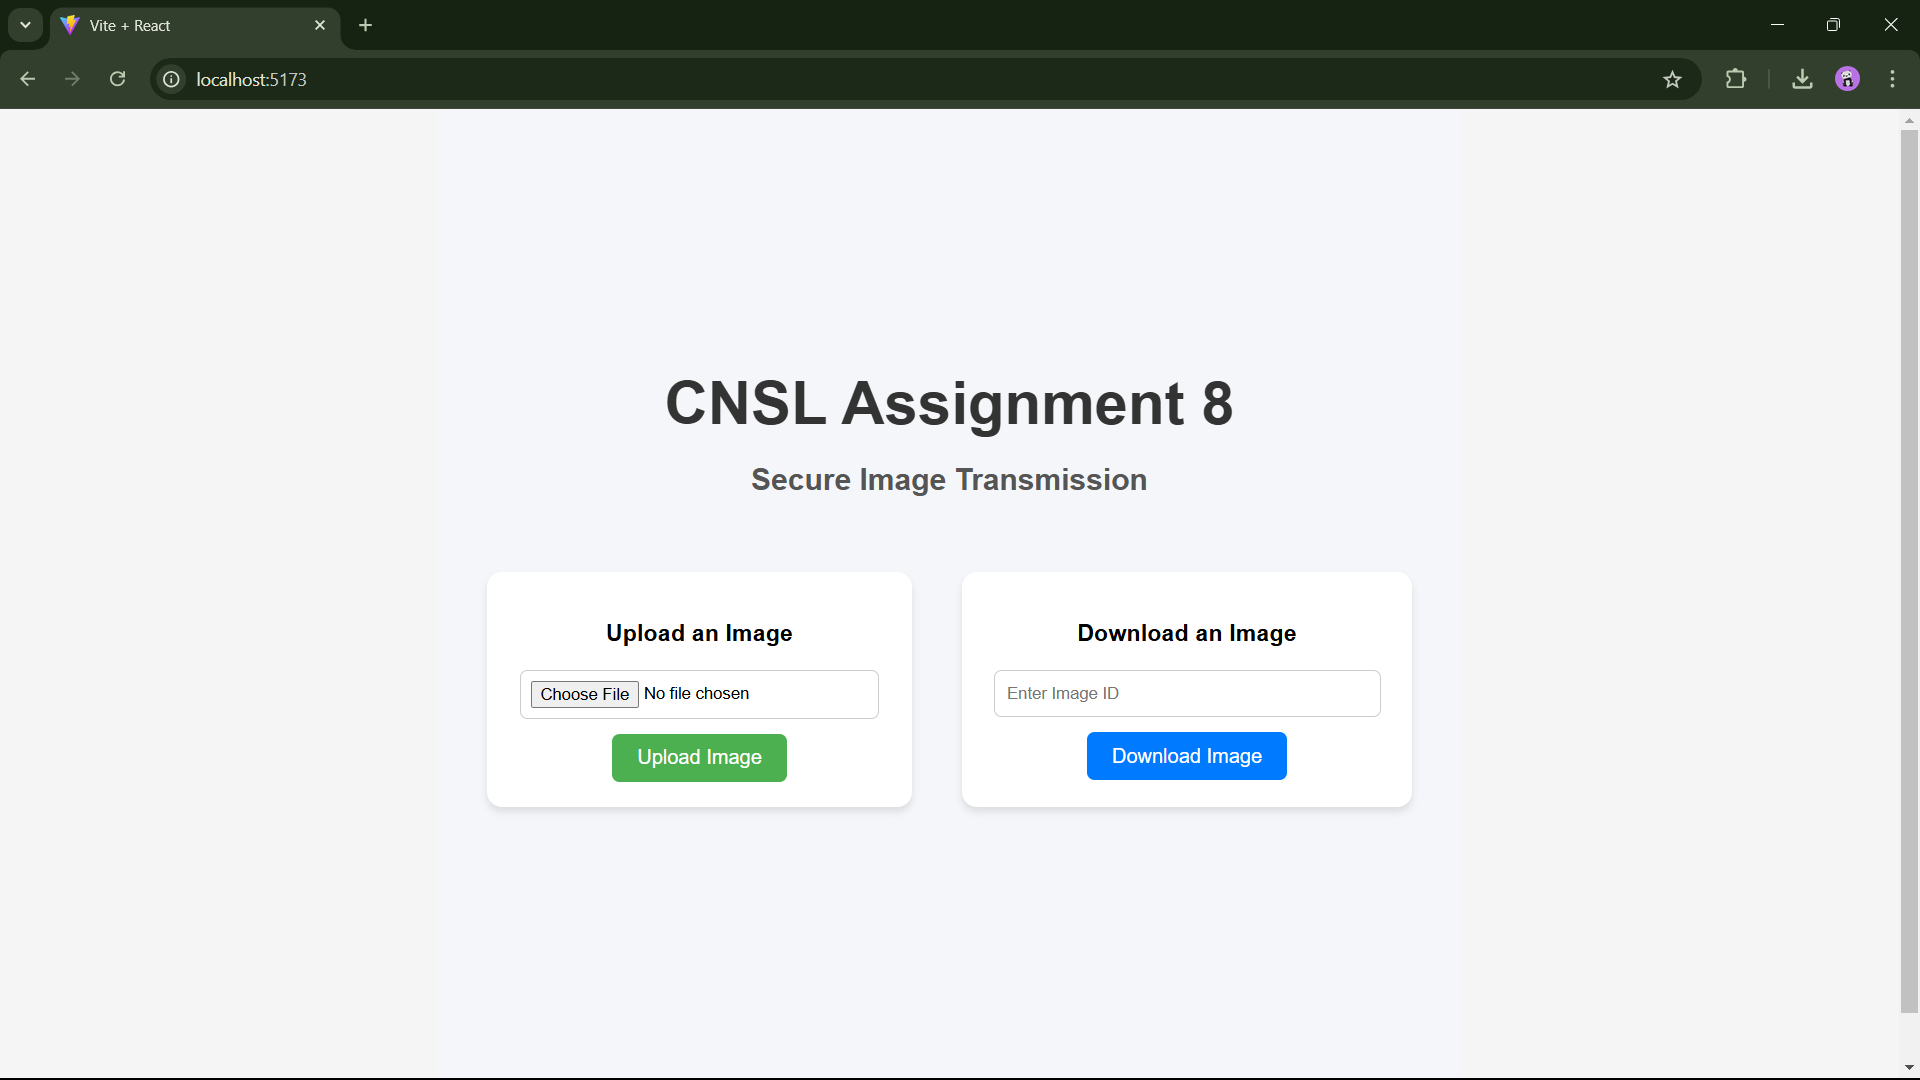 Vite + React
localhost:5173
CNSL Assignment 8
Secure Image Transmission
Upload an Image
Choose File No file chosen
Upload Image
Download an Image
Enter Image ID
Download Image